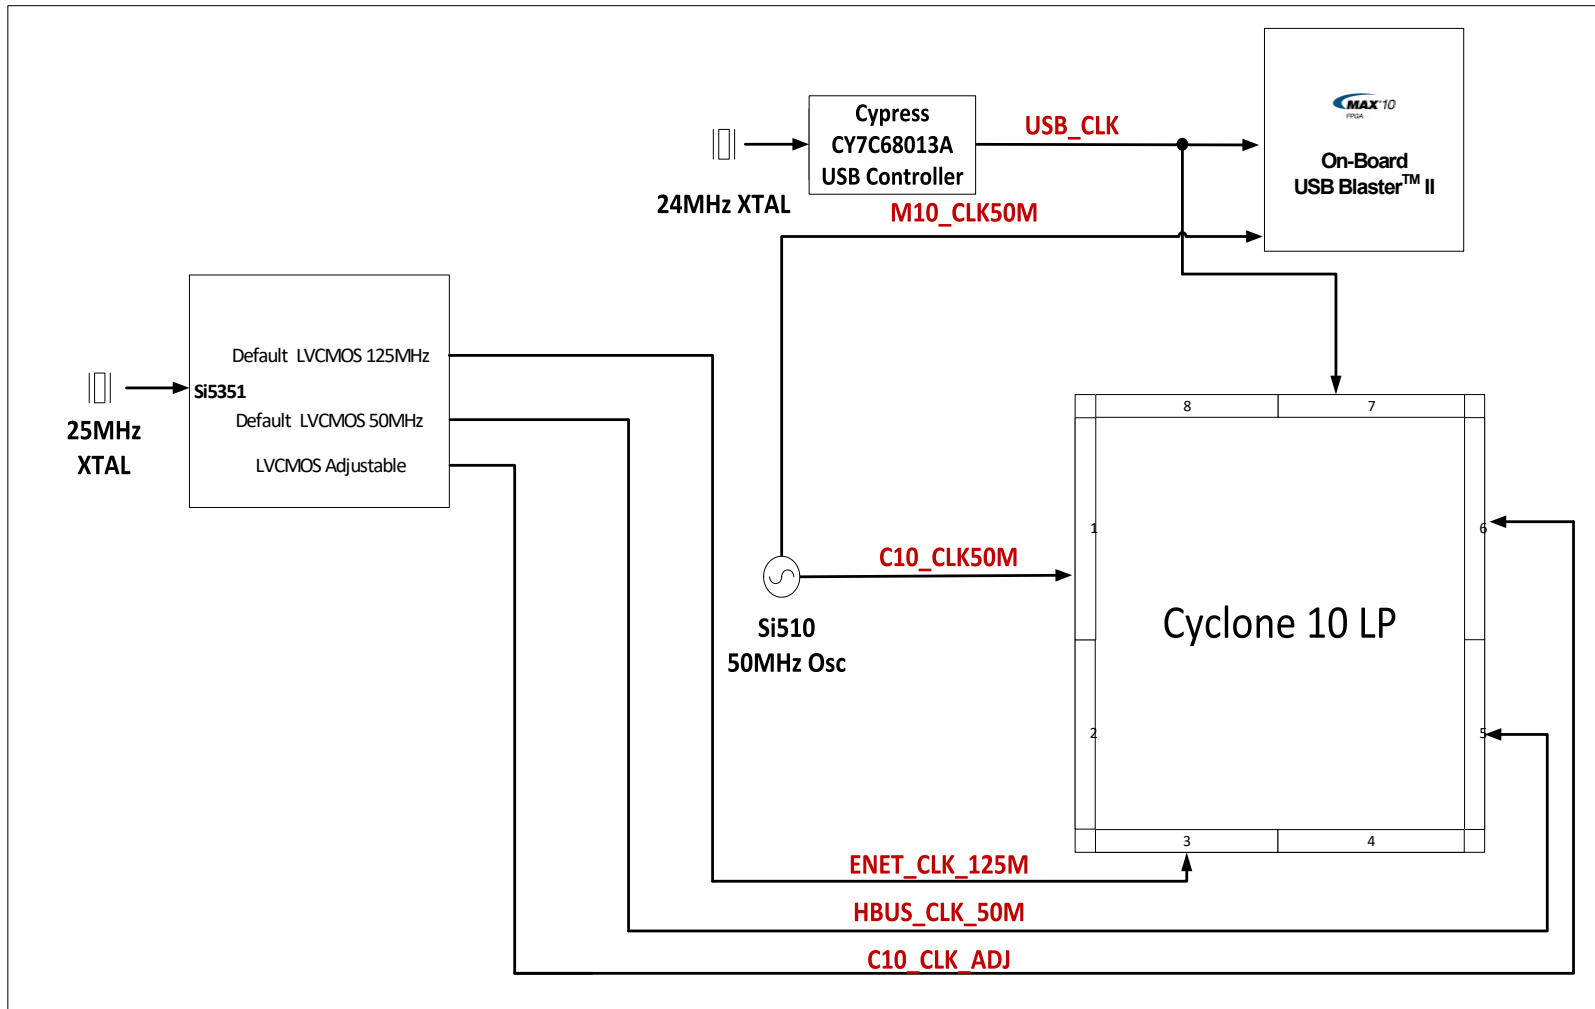 MAX®10
FPGA
On-Board
USB Blaster™ II
Cypress
CY7C68013A
USB Controller
USB_CLK
24MHz XTAL
M10_CLK50M
Default LVCMOS 125MHz
Si5351
Default LVCMOS 50MHz
LVCMOS Adjustable
25MHz
XTAL
8
7
1
6
C10_CLK50M
Si510
50MHz Osc
Cyclone 10 LP
2
5
3
4
ENET_CLK_125M
HBUS_CLK_50M
C10_CLK_ADJ